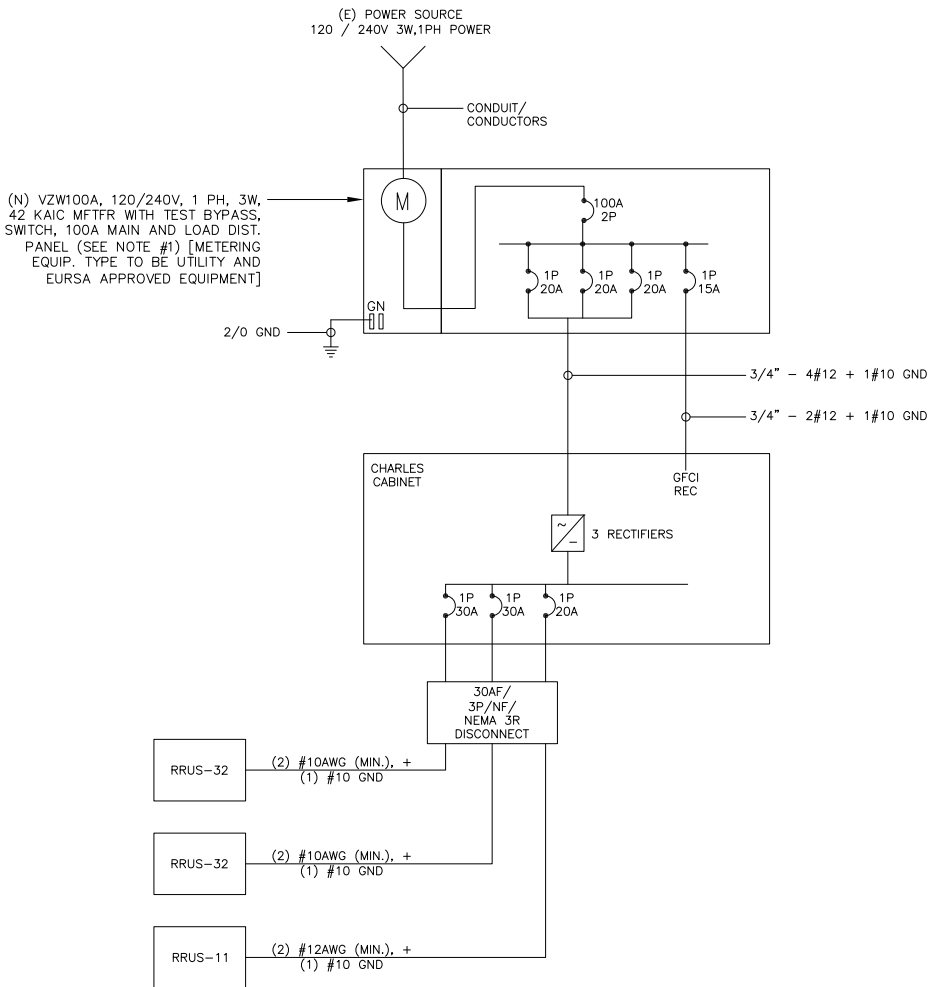 (E) POWER SOURCE
120 / 240V 3W,1PH POWER
CONDUIT/
CONDUCTORS
(N) VZW100A, 120/240V, 1 PH, 3W,
42 KAIC MFTFR WITH TEST BYPASS,
SWITCH, 100A MAIN AND LOAD DIST.
PANEL (SEE NOTE #1) [METERING
EQUIP. TYPE TO BE UTILITY AND
EURSA APPROVED EQUIPMENT]
M
100A
2P
1P
20A
1P
20A
1P
20A
1P
15A
GN
2/0 GND
3/4" - 4#12 + 1#10 GND
3/4" - 2#12 + 1#10 GND
CHARLES
CABINET
GFCI
REC
~
-
3 RECTIFIERS
1P
30A
1P
30A
1P
20A
30AF/
3P/NF/
NEMA 3R
DISCONNECT
RRUS-32
(2) #10AWG (MIN.), +
(1) #10 GND
RRUS-32
(2) #10AWG (MIN.), +
(1) #10 GND
RRUS-11
(2) #12AWG (MIN.), +
(1) #10 GND